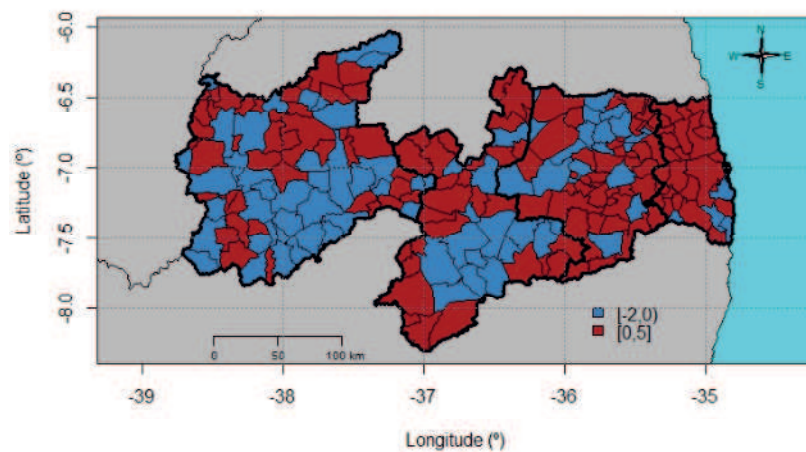 -6.0
-6.5
-7.0
-7.5
-8.0
Latitude (º)
N
W E
S
[-2,0)
[0,5]
0 50 100 km
-39 -38 -37 -36 -35
Longitude (º)